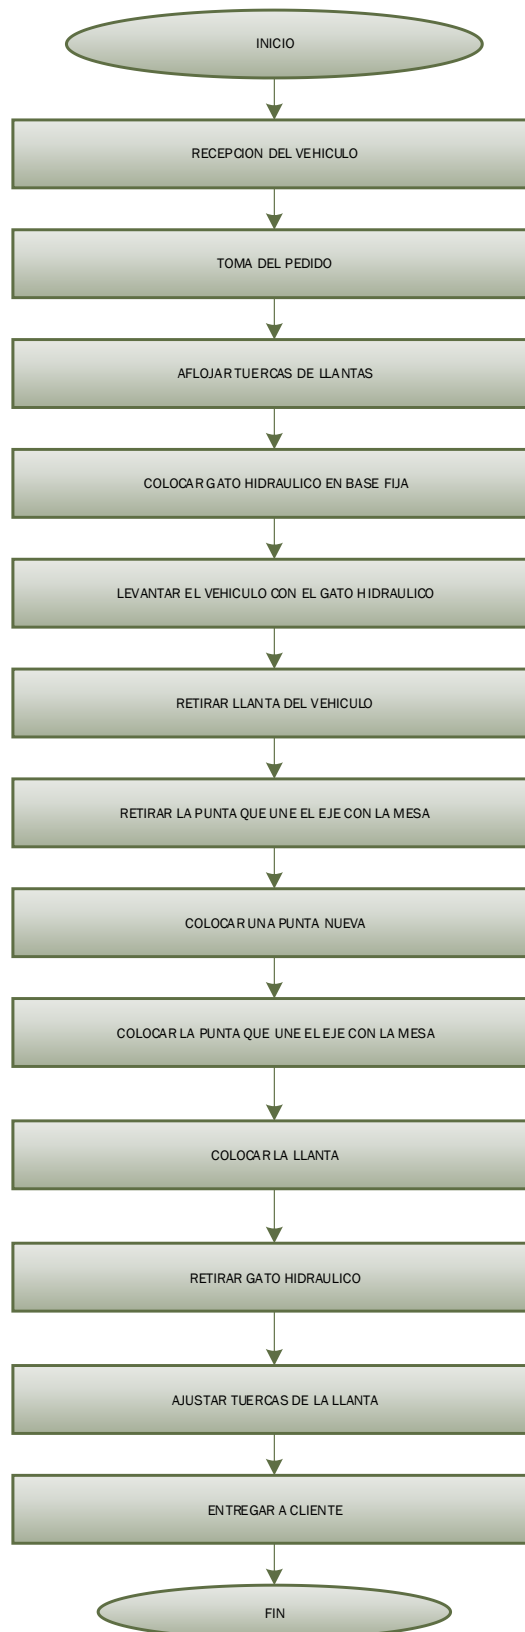 INICIO
RECEPCION DEL VEHICULO
TOMA DEL PEDIDO
AFLOJAR TUERCAS DE LLANTAS
COLOCAR GATO HIDRAULICO EN BASE FIJA
LEVANTAR EL VEHICULO CON EL GATO HIDRAULICO
RETIRAR LLANTA DEL VEHICULO
RETIRAR LA PUNTA QUE UNE EL EJE CON LA MESA
COLOCAR UNA PUNTA NUEVA
COLOCAR LA PUNTA QUE UNE EL EJE CON LA MESA
COLOCAR LA LLANTA
RETIRAR GATO HIDRAULICO
AJUSTAR TUERCAS DE LA LLANTA
ENTREGAR A CLIENTE
FIN